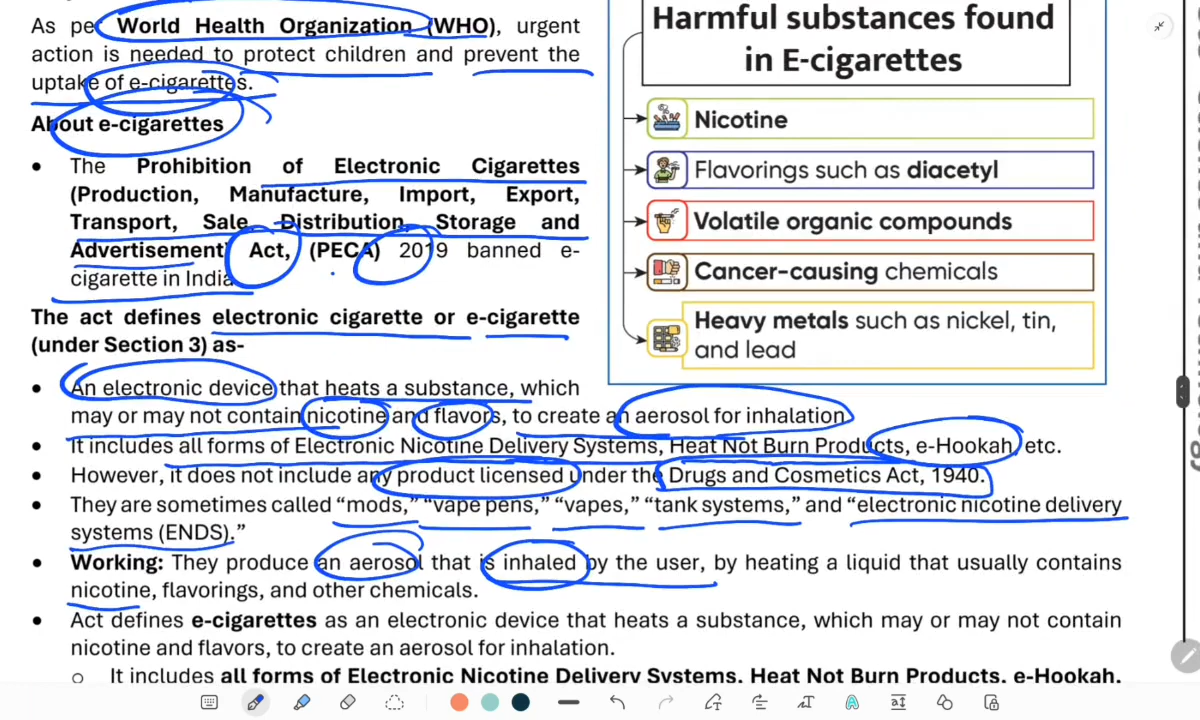 As per World Health Organization (WHO), urgent
action is needed to protect children and prevent the
uptake of e-cigarettes.
About e-cigarettes
• The Prohibition of Electronic Cigarettes
(Production, Manufacture, Import, Export,
Transport, Sale, Distribution, Storage and
Advertisement) Act, (PECA) 2019 banned e-
cigarette in India
The act defines electronic cigarette or e-cigarette
(under Section 3) as-
• An electronic device that heats a substance, which
may or may not contain nicotine and flavors, to create an aerosol for inhalation.
• It includes all forms of Electronic Nicotine Delivery Systems, Heat Not Burn Products, e-Hookah, etc.
• However, it does not include any product licensed under the Drugs and Cosmetics Act, 1940.
• They are sometimes called “mods,” “vape pens,” “vapes,” “tank systems,” and “electronic nicotine delivery
systems (ENDS).”
• Working: They produce an aerosol that is inhaled by the user, by heating a liquid that usually contains
nicotine, flavorings, and other chemicals.
• Act defines e-cigarettes as an electronic device that heats a substance, which may or may not contain
nicotine and flavors, to create an aerosol for inhalation.
o It includes all forms of Electronic Nicotine Delivery Systems, Heat Not Burn Products, e-Hookah,
Harmful substances found
in E-cigarettes
Nicotine
Flavorings such as diacetyl
Volatile organic compounds
Cancer-causing chemicals
Heavy metals such as nickel, tin,
and lead